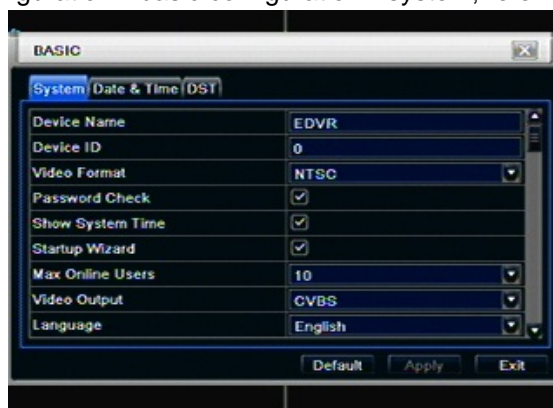 BASIC
System Date & Time DST
Device Name EDVR
Device ID 0
Video Format NTSC
Password Check
Show System Time
Startup Wizard
Max Online Users 10
Video Output CVBS
Language English
Default Apply Exit